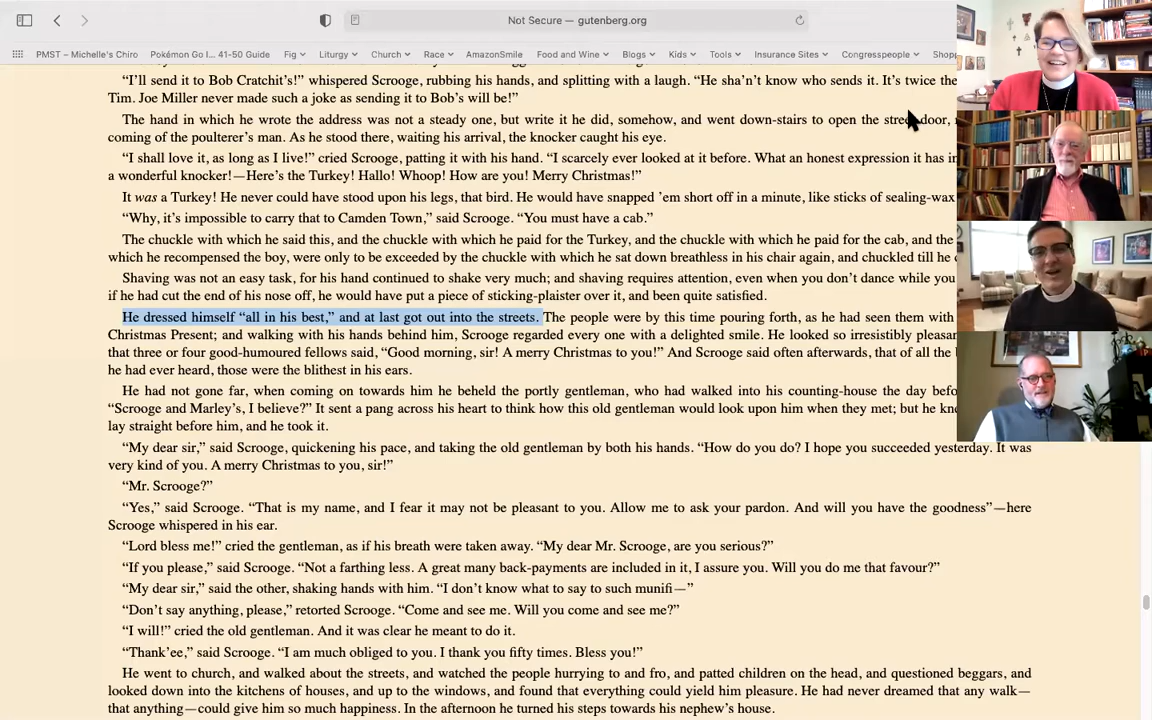 Not Secure — gutenberg.org
PMST – Michelle's Chiro Pokémon Go I... 41-50 Guide Fig Liturgy Church Race AmazonSmile Food and Wine Blogs Kids Tools Insurance Sites Congresspeople Shop
“I’ll send it to Bob Cratchit’s!” whispered Scrooge, rubbing his hands, and splitting with a laugh. “He sha’n’t know who sends it. It’s twice the
Tim. Joe Miller never made such a joke as sending it to Bob’s will be!”
The hand in which he wrote the address was not a steady one, but write it he did, somehow, and went down-stairs to open the street door,
coming of the poulterer’s man. As he stood there, waiting his arrival, the knocker caught his eye.
“I shall love it, as long as I live!” cried Scrooge, patting it with his hand. “I scarcely ever looked at it before. What an honest expression it has in
a wonderful knocker!—Here’s the Turkey! Hallo! Whoop! How are you! Merry Christmas!”
It was a Turkey! He never could have stood upon his legs, that bird. He would have snapped ’em short off in a minute, like sticks of sealing-wax
“Why, it’s impossible to carry that to Camden Town,” said Scrooge. “You must have a cab.”
The chuckle with which he said this, and the chuckle with which he paid for the Turkey, and the chuckle with which he paid for the cab, and the
which he recompensed the boy, were only to be exceeded by the chuckle with which he sat down breathless in his chair again, and chuckled till he
Shaving was not an easy task, for his hand continued to shake very much; and shaving requires attention, even when you don’t dance while you
if he had cut the end of his nose off, he would have put a piece of sticking-plaister over it, and been quite satisfied.
He dressed himself “all in his best,” and at last got out into the streets. The people were by this time pouring forth, as he had seen them with
Christmas Present; and walking with his hands behind him, Scrooge regarded every one with a delighted smile. He looked so irresistibly
that three or four good-humoured fellows said, “Good morning, sir! A merry Christmas to you!” And Scrooge said often afterwards, that of all the
he had ever heard, those were the blithest in his ears.
He had not gone far, when coming on towards him he beheld the portly gentleman, who had walked into his counting-house the day
“Scrooge and Marley’s, I believe?” It sent a pang across his heart to think how this old gentleman would look upon him when they met; but he
lay straight before him, and he took it.
“My dear sir,” said Scrooge, quickening his pace, and taking the old gentleman by both his hands. “How do you do? I hope you succeeded yesterday. It was
very kind of you. A merry Christmas to you, sir!”
“Mr. Scrooge?”
“Yes,” said Scrooge. “That is my name, and I fear it may not be pleasant to you. Allow me to ask your pardon. And will you have the goodness”—here
Scrooge whispered in his ear.
“Lord bless me!” cried the gentleman, as if his breath were taken away. “My dear Mr. Scrooge, are you serious?”
“If you please,” said Scrooge. “Not a farthing less. A great many back-payments are included in it, I assure you. Will you do me that favour?”
“My dear sir,” said the other, shaking hands with him. “I don’t know what to say to such munifi—”
“Don’t say anything, please,” retorted Scrooge. “Come and see me. Will you come and see me?”
“I will!” cried the old gentleman. And it was clear he meant to do it.
“Thank’ee,” said Scrooge. “I am much obliged to you. I thank you fifty times. Bless you!”
He went to church, and walked about the streets, and watched the people hurrying to and fro, and patted children on the head, and questioned beggars, and
looked down into the kitchens of houses, and up to the windows, and found that everything could yield him pleasure. He had never dreamed that any walk—
that anything—could give him so much happiness. In the afternoon he turned his steps towards his nephew’s house.